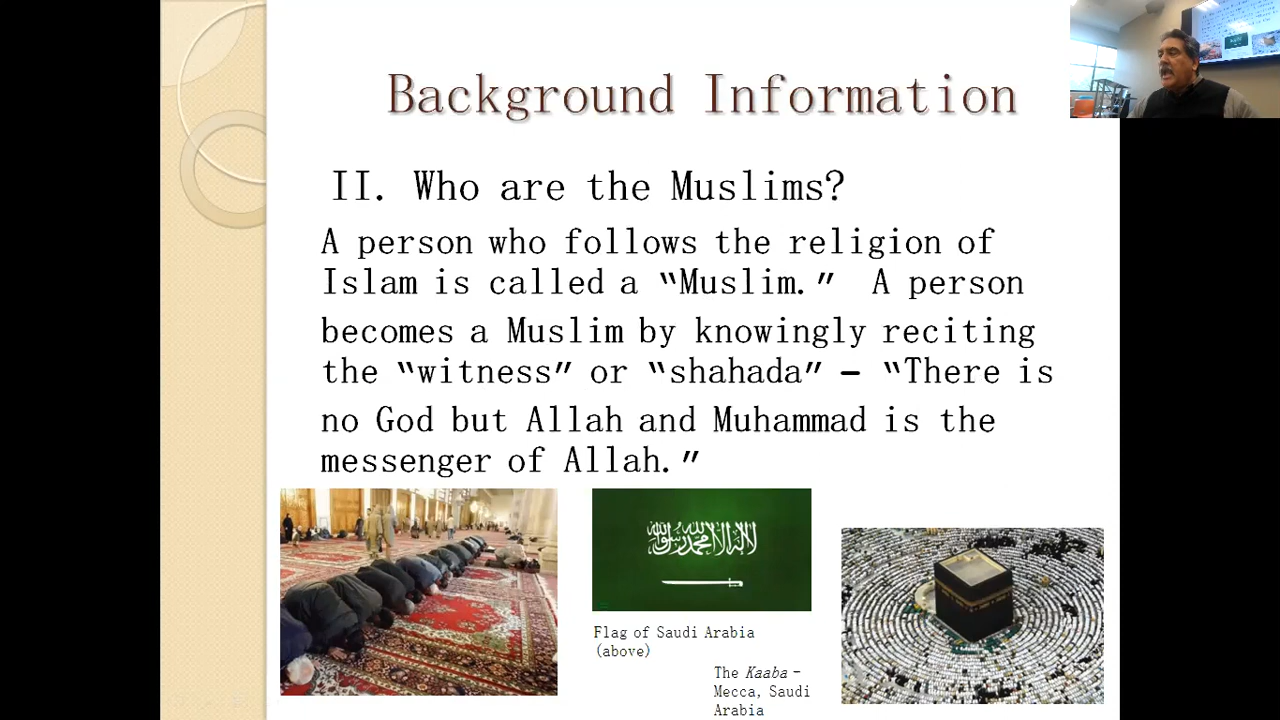 Background Information
II. Who are the Muslims?
A person who follows the religion of
Islam is called a “Muslim.”  A person
becomes a Muslim by knowingly reciting
the “witness” or “shahada” – “There is
no God but Allah and Muhammad is the
messenger of Allah.”
لا إله إلا الله محمد رسول الله
Flag of Saudi Arabia
(above)
The Kaaba –
Mecca, Saudi
Arabia